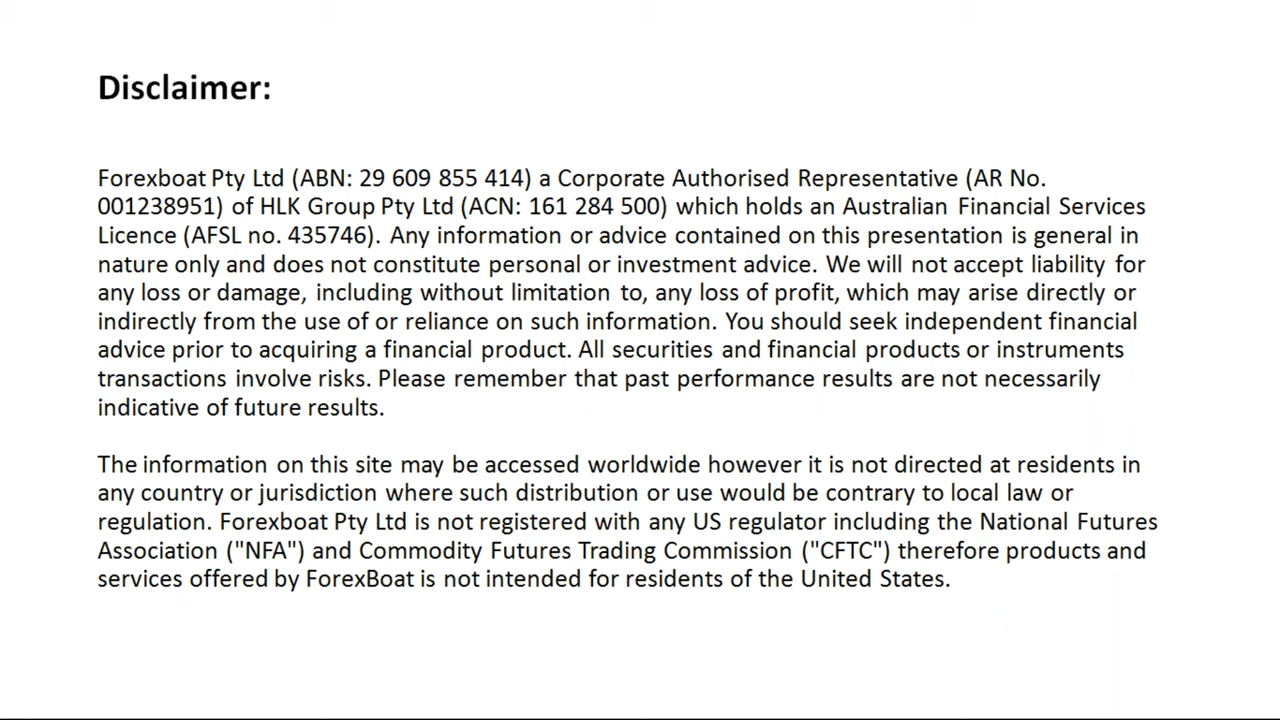 Disclaimer:
Forexboat Pty Ltd (ABN: 29 609 855 414) a Corporate Authorised Representative (AR No.
001238951) of HLK Group Pty Ltd (ACN: 161 284 500) which holds an Australian Financial Services
Licence (AFSL no. 435746). Any information or advice contained on this presentation is general in
nature only and does not constitute personal or investment advice. We will not accept liability for
any loss or damage, including without limitation to, any loss of profit, which may arise directly or
indirectly from the use of or reliance on such information. You should seek independent financial
advice prior to acquiring a financial product. All securities and financial products or instruments
transactions involve risks. Please remember that past performance results are not necessarily
indicative of future results.
The information on this site may be accessed worldwide however it is not directed at residents in
any country or jurisdiction where such distribution or use would be contrary to local law or
regulation. Forexboat Pty Ltd is not registered with any US regulator including the National Futures
Association ("NFA") and Commodity Futures Trading Commission ("CFTC") therefore products and
services offered by ForexBoat is not intended for residents of the United States.